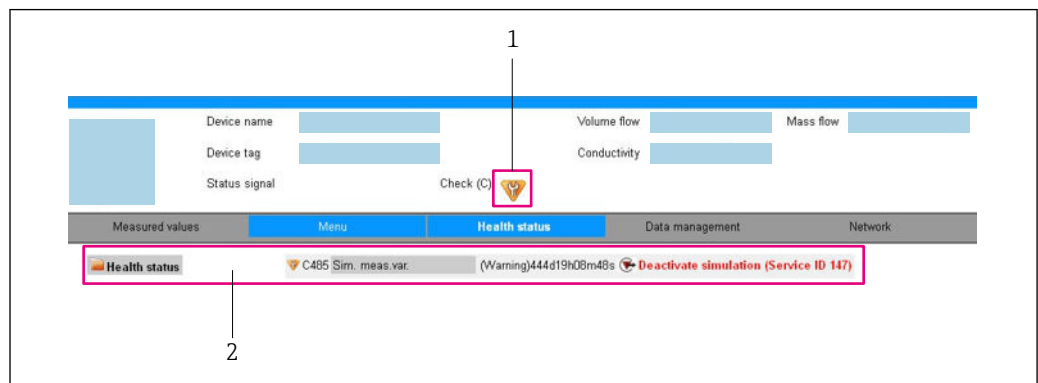 1
Device name
Volume flow
Mass flow
Device tag
Conductivity
Status signal
Check (C)
Measured values Menu Health status Data management Network
Health status C485 Sim. meas.var. (Warning)444d19h08m48s Deactivate simulation (Service ID 147)
2